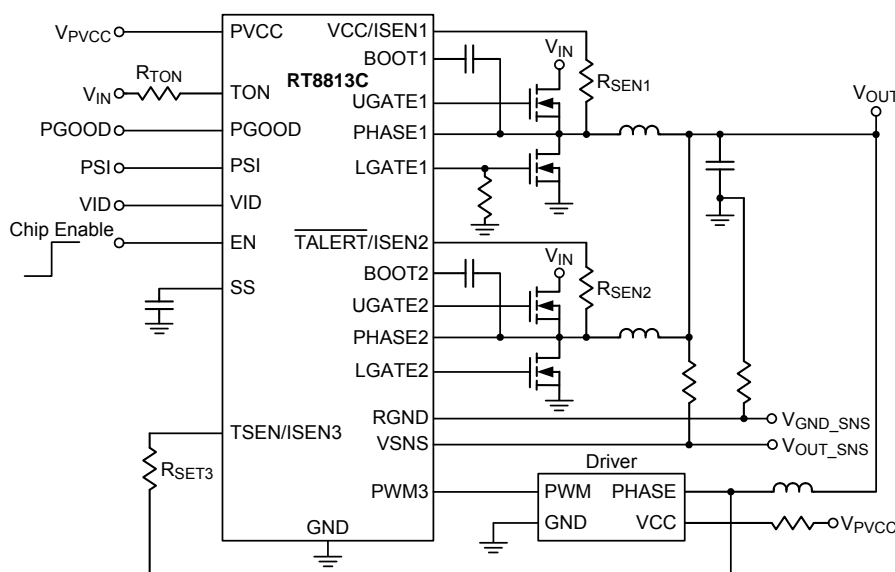 VPVCC
PVCC
VCC/ISEN1
BOOT1
VIN
RTON
RT8813C
RSEN1
VIN
TON
UGATE1
VOUT
PGOOD
PGOOD
PHASE1
PSI
PSI
LGATE1
VID
VID
Chip Enable
EN
TALERT/ISEN2
VIN
BOOT2
SS
RSEN2
UGATE2
PHASE2
LGATE2
RGND
VGND_SNS
TSEN/ISEN3
VSNS
VOUT_SNS
Driver
RSET3
PWM3
PWM
PHASE
GND
GND
VCC
VPVCC